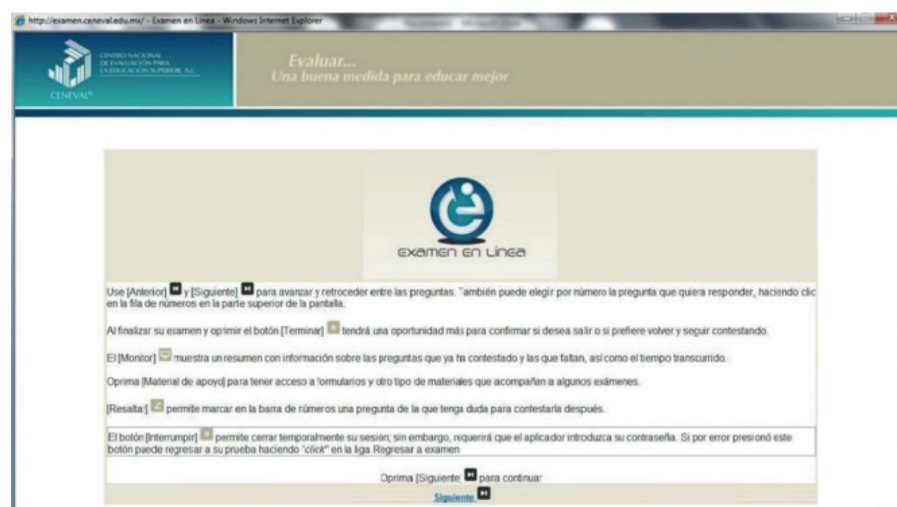 http://examen.ceneval.edu.mx/ - Examen en Linea - Windows Internet Explorer
CENTRO NACIONAL
DE EVALUACIÓN PARA
LA EDUCACIÓN SUPERIOR, A.C.
CENEVAL®
Evaluar...
Una buena medida para educar mejor
examen en Línea
Use [Anterior] y [Siguiente] para avanzar y retroceder entre las preguntas. También puede elegir por número la pregunta que quiera responder, haciendo clic
en la fila de números en la parte superior de la pantalla.
Al finalizar su examen y oprimir el botón [Terminar] tendrá una oportunidad más para confirmar si desea salir o si prefiere volver y seguir contestando.
El [Monitor] muestra un resumen con información sobre las preguntas que ya ha contestado y las que faltan, así como el tiempo transcurrido.
Oprima [Material de apoyo] para tener acceso a formularios y otro tipo de materiales que acompañan a algunos exámenes.
[Resaltar] permite marcar en la barra de números una pregunta de la que tenga duda para contestarla después.
El botón [Interrumpir] permite cerrar temporalmente su sesión; sin embargo, requerirá que el aplicador introduzca su contraseña. Si por error presionó este
botón puede regresar a su prueba haciendo "click" en la liga Regresar a examen
Oprima [Siguiente] para continuar
Siguiente